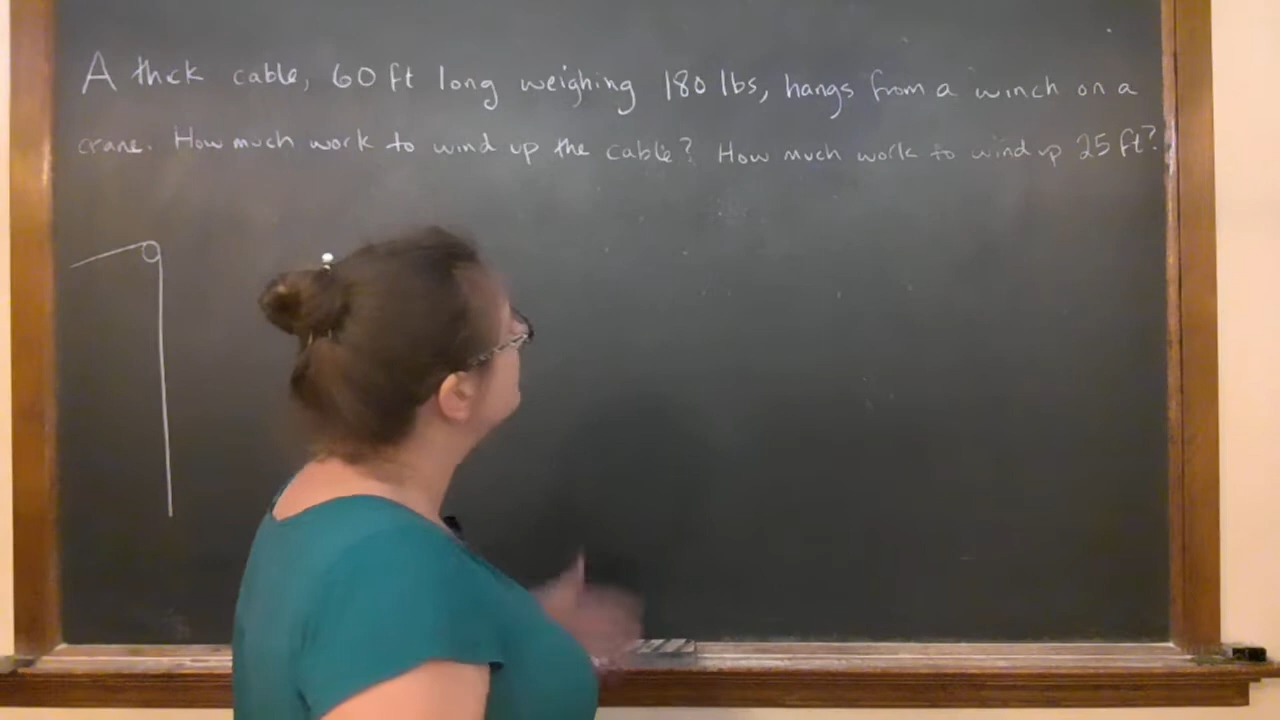 A thick cable, 60 ft long weighing 180 lbs, hangs from a winch on a
crane. How much work to wind up the cable? How much work to wind up 25 ft?